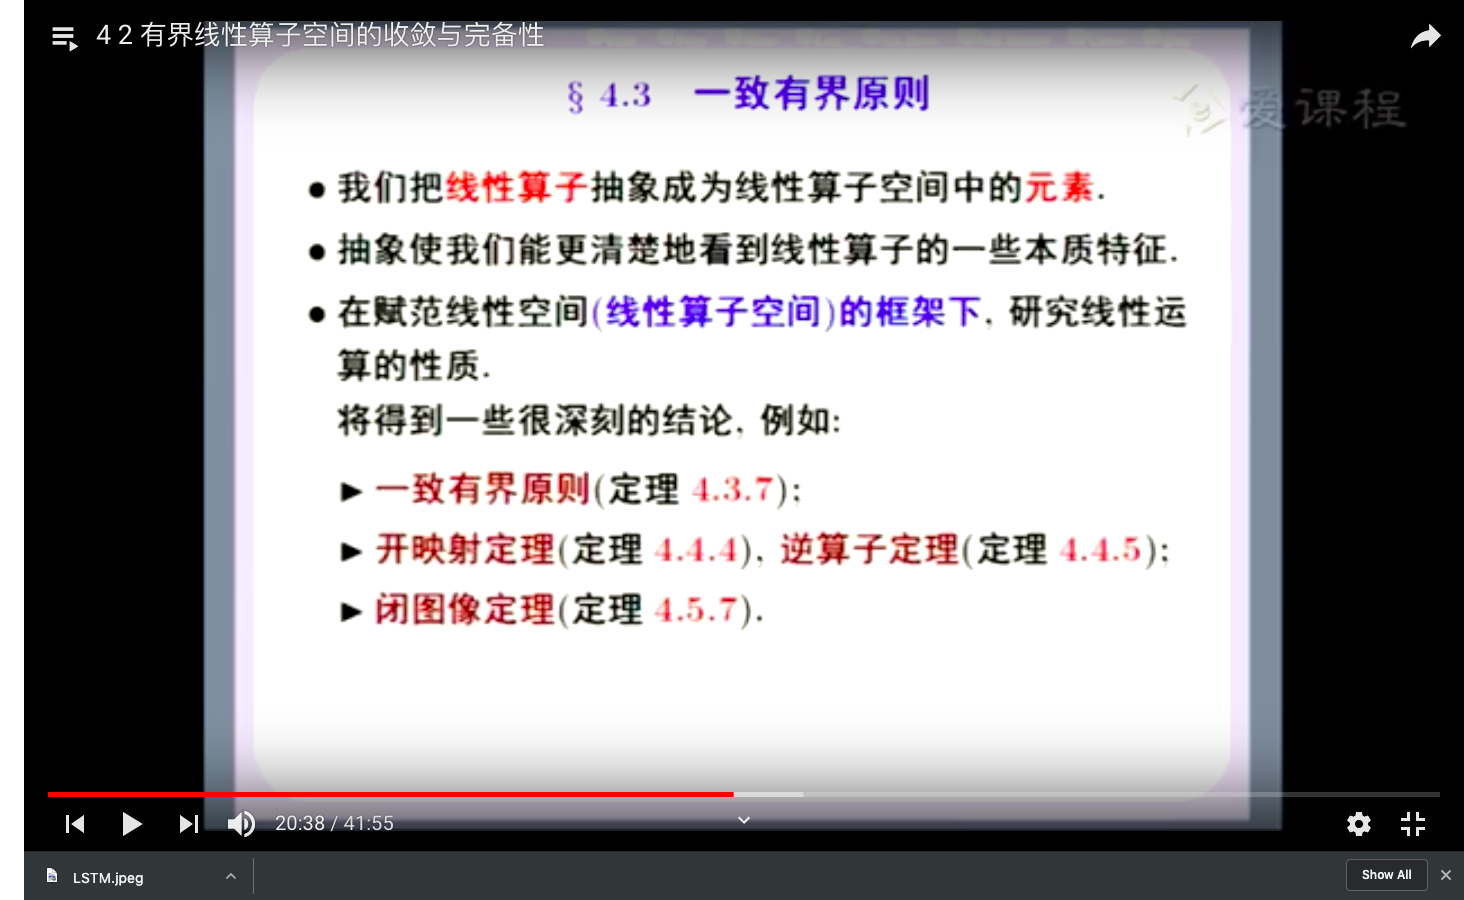 4 2 有界线性算子空间的收敛与完备性
§ 4.3 一致有界原则
爱课程
● 我们把线性算子抽象成为线性算子空间中的元素.
● 抽象使我们能更清楚地看到线性算子的一些本质特征.
● 在赋范线性空间(线性算子空间)的框架下, 研究线性运
算的性质.
将得到一些很深刻的结论, 例如:
▶ 一致有界原则(定理 4.3.7);
▶ 开映射定理(定理 4.4.4), 逆算子定理(定理 4.4.5);
▶ 闭图像定理(定理 4.5.7).
20:38 / 41:55
LSTM.jpeg
Show All